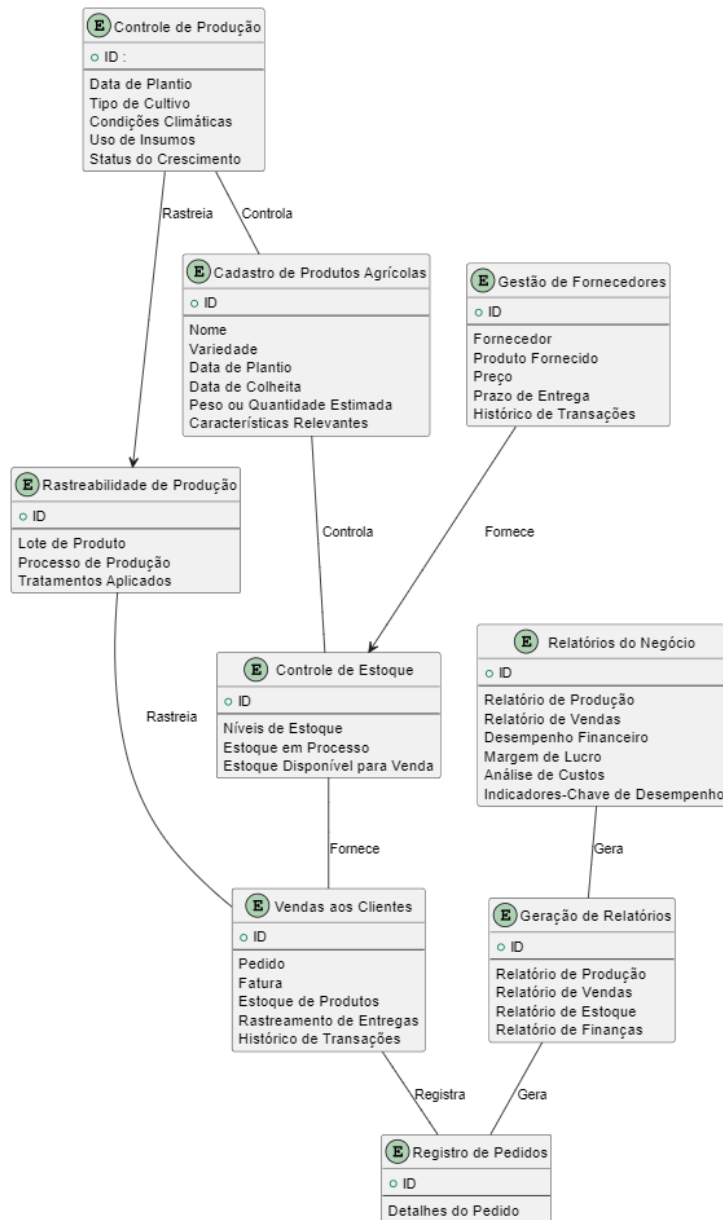 E Controle de Produção
ID :
Data de Plantio
Tipo de Cultivo
Condições Climáticas
Uso de Insumos
Status do Crescimento
Rastreia
Controla
E Cadastro de Produtos Agrícolas
ID
Nome
Variedade
Data de Plantio
Data de Colheita
Peso ou Quantidade Estimada
Características Relevantes
E Gestão de Fornecedores
ID
Fornecedor
Produto Fornecido
Preço
Prazo de Entrega
Histórico de Transações
E Rastreabilidade de Produção
ID
Lote de Produto
Processo de Produção
Tratamentos Aplicados
Controla
Fornece
E Controle de Estoque
ID
Níveis de Estoque
Estoque em Processo
Estoque Disponível para Venda
E Relatórios do Negócio
ID
Relatório de Produção
Relatório de Vendas
Desempenho Financeiro
Margem de Lucro
Análise de Custos
Indicadores-Chave de Desempenho
Rastreia
Fornece
Gera
E Vendas aos Clientes
ID
Pedido
Fatura
Estoque de Produtos
Rastreamento de Entregas
Histórico de Transações
E Geração de Relatórios
ID
Relatório de Produção
Relatório de Vendas
Relatório de Estoque
Relatório de Finanças
Registra
Gera
E Registro de Pedidos
ID
Detalhes do Pedido